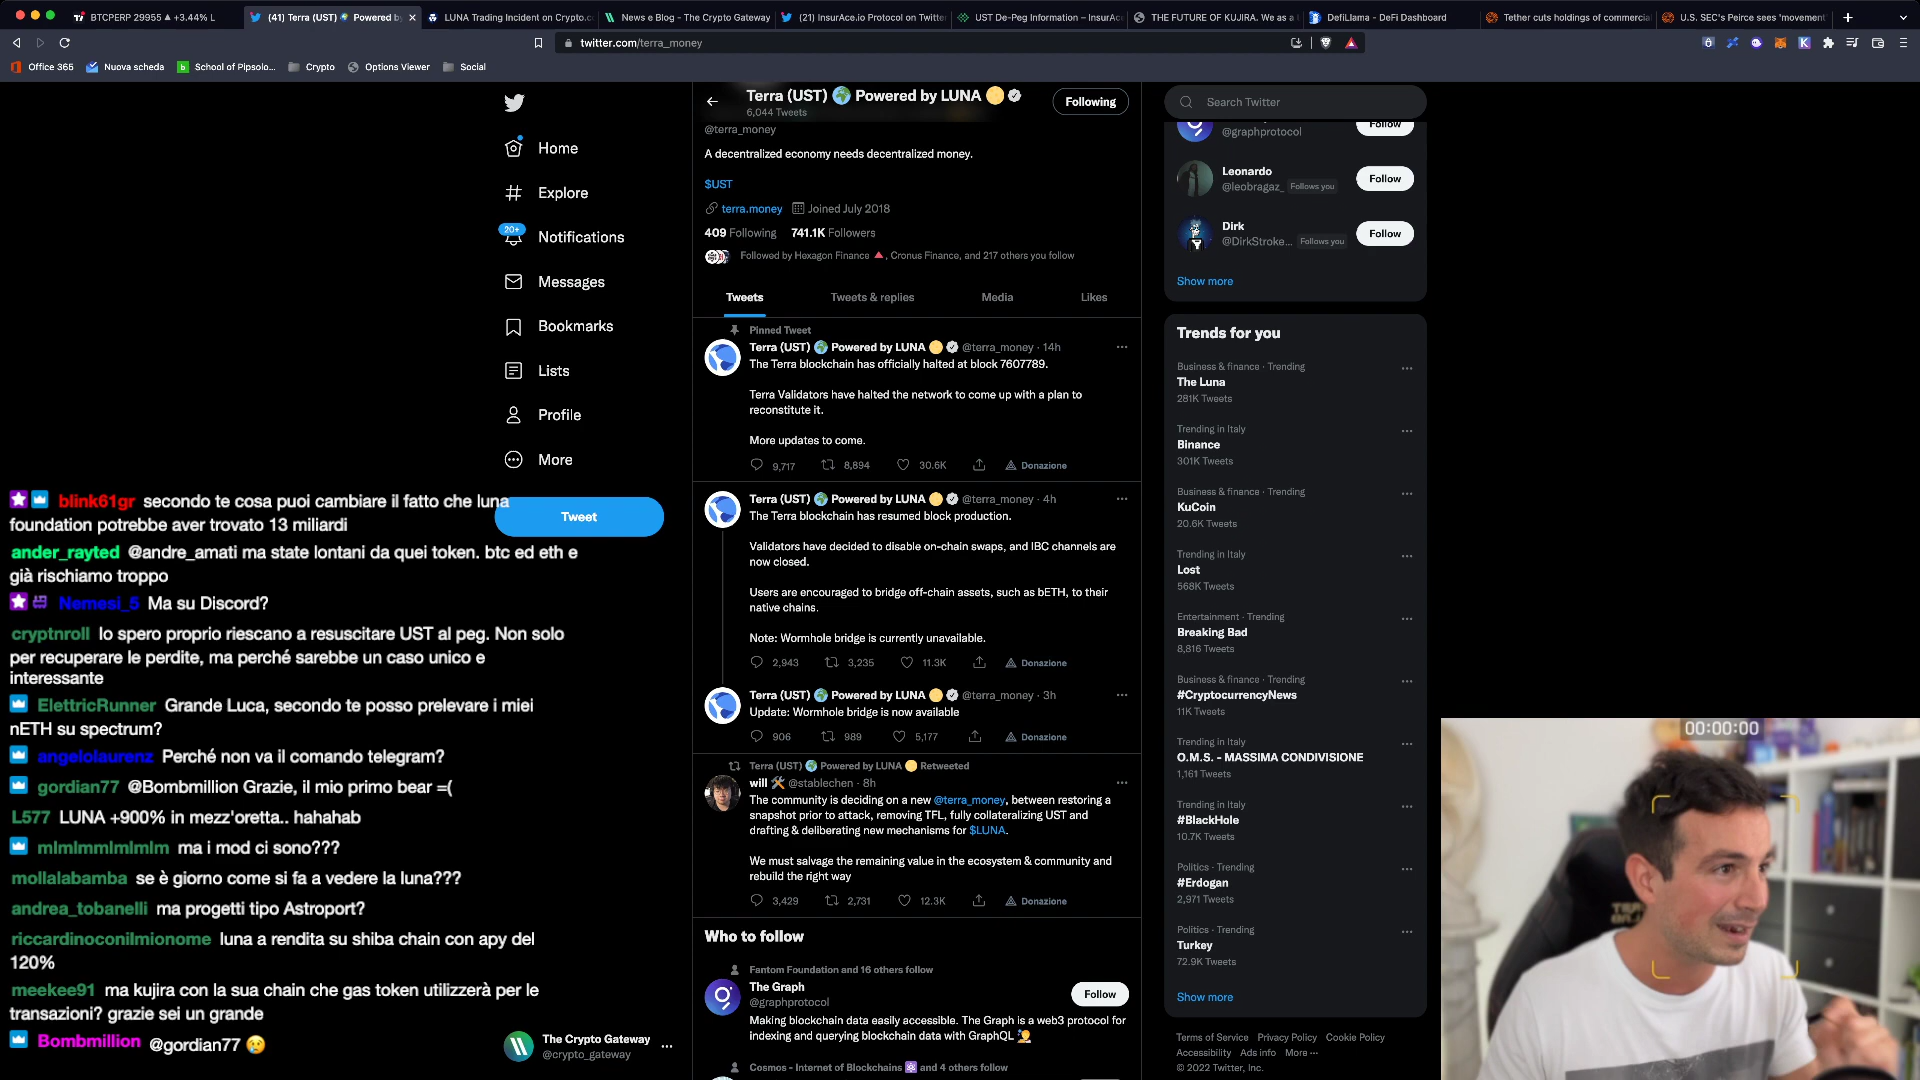 BTCPERP 29955 ▲ +3.44% L
(41) Terra (UST) 🌍 Powered by
LUNA Trading Incident on Crypto.c
News e Blog - The Crypto Gateway
(21) InsurAce.io Protocol on Twitter
UST De-Peg Information – InsurAc
THE FUTURE OF KUJIRA. We as a
DefiLlama - DeFi Dashboard
Tether cuts holdings of commercia
U.S. SEC's Peirce sees 'movement
twitter.com/terra_money
Office 365
Nuova scheda
School of Pipsolo...
Crypto
Options Viewer
Social
Home
Explore
20+
Notifications
Messages
Bookmarks
Lists
Profile
More
Tweet
The Crypto Gateway
@crypto_gateway
blink61gr secondo te cosa puoi cambiare il fatto che luna
foundation potrebbe aver trovato 13 miliardi
ander_rayted @andre_amati ma state lontani da quei token. btc ed eth e
già rischiamo troppo
Nemesi_5 Ma su Discord?
cryptnroll Io spero proprio riescano a resuscitare UST al peg. Non solo
per recuperare le perdite, ma perché sarebbe un caso unico e
interessante
ElettricRunner Grande Luca, secondo te posso prelevare i miei
nETH su spectrum?
angelolaurenz Perché non va il comando telegram?
gordian77 @Bombmillion Grazie, il mio primo bear =(
L577 LUNA +900% in mezz'oretta.. hahahab
mlmlmmlmlmlm ma i mod ci sono???
mollalabamba se è giorno come si fa a vedere la luna???
andrea_tobanelli ma progetti tipo Astroport?
riccardinoconilmionome luna a rendita su shiba chain con apy del
120%
meekee91 ma kujira con la sua chain che gas token utilizzerà per le
transazioni? grazie sei un grande
Bombmillion @gordian77 😢
Terra (UST) 🌍 Powered by LUNA 🌕
6,044 Tweets
Following
@terra_money
A decentralized economy needs decentralized money.
$UST
terra.money Joined July 2018
409 Following 741.1K Followers
Followed by Hexagon Finance 🔺, Cronus Finance, and 217 others you follow
Tweets
Tweets & replies
Media
Likes
Pinned Tweet
Terra (UST) 🌍 Powered by LUNA 🌕 @terra_money · 14h
The Terra blockchain has officially halted at block 7607789.
Terra Validators have halted the network to come up with a plan to
reconstitute it.
More updates to come.
9,717 8,894 30.6K Donazione
Terra (UST) 🌍 Powered by LUNA 🌕 @terra_money · 4h
The Terra blockchain has resumed block production.
Validators have decided to disable on-chain swaps, and IBC channels are
now closed.
Users are encouraged to bridge off-chain assets, such as bETH, to their
native chains.
Note: Wormhole bridge is currently unavailable.
2,943 3,235 11.3K Donazione
Terra (UST) 🌍 Powered by LUNA 🌕 @terra_money · 3h
Update: Wormhole bridge is now available
906 989 5,177 Donazione
Terra (UST) 🌍 Powered by LUNA 🌕 Retweeted
will 🛠️ @stablechen · 8h
The community is deciding on a new @terra_money, between restoring a
snapshot prior to attack, removing TFL, fully collateralizing UST and
drafting & deliberating new mechanisms for $LUNA.
We must salvage the remaining value in the ecosystem & community and
rebuild the right way
3,429 2,731 12.3K Donazione
Who to follow
Fantom Foundation and 16 others follow
The Graph
@graphprotocol
Follow
Making blockchain data easily accessible. The Graph is a web3 protocol for
indexing and querying blockchain data with GraphQL
Cosmos - Internet of Blockchains ⚛️ and 4 others follow
Search Twitter
@graphprotocol
Follow
Leonardo
@leobragaz_ Follows you
Follow
Dirk
@DirkStroke... Follows you
Follow
Show more
Trends for you
Business & finance · Trending
The Luna
281K Tweets
Trending in Italy
Binance
301K Tweets
Business & finance · Trending
KuCoin
20.6K Tweets
Trending in Italy
Lost
568K Tweets
Entertainment · Trending
Breaking Bad
8,816 Tweets
Business & finance · Trending
#CryptocurrencyNews
11K Tweets
Trending in Italy
O.M.S. - MASSIMA CONDIVISIONE
1,161 Tweets
Trending in Italy
#BlackHole
10.7K Tweets
Politics · Trending
#Erdogan
2,971 Tweets
Politics · Trending
Turkey
72.9K Tweets
Show more
Terms of Service Privacy Policy Cookie Policy
Accessibility Ads info More ···
© 2022 Twitter, Inc.
00:00:00